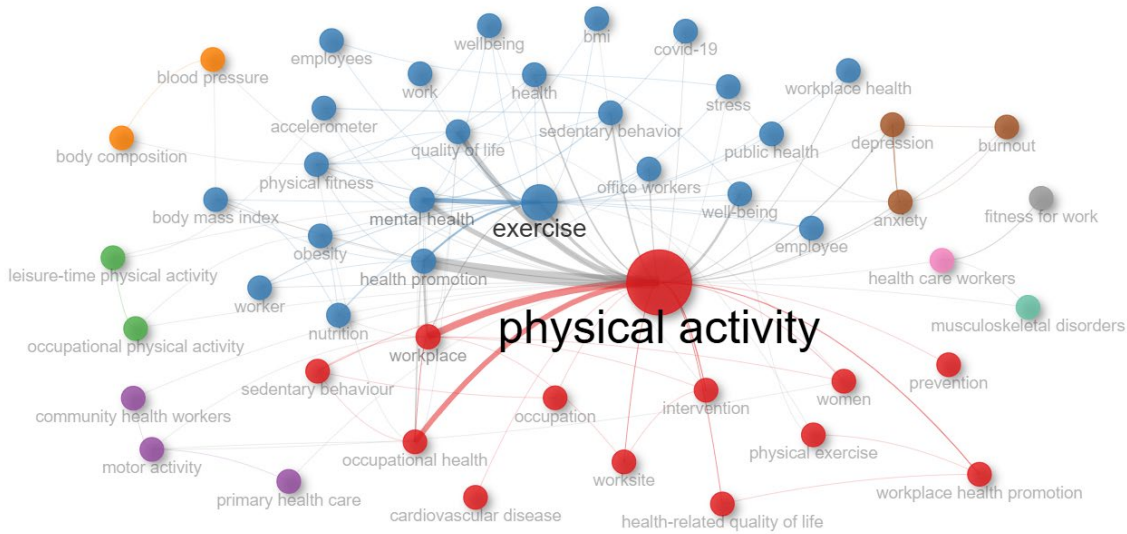 wellbeing
bmi
covid-19
employees
blood pressure
work
health
stress
workplace health
accelerometer
sedentary behavior
body composition
quality of life
public health
depression
burnout
physical fitness
office workers
body mass index
mental health
exercise
well-being
anxiety
fitness for work
obesity
employee
leisure-time physical activity
health promotion
health care workers
worker
physical activity
musculoskeletal disorders
nutrition
occupational physical activity
workplace
sedentary behaviour
prevention
community health workers
occupation
intervention
women
motor activity
occupational health
physical exercise
primary health care
worksite
workplace health promotion
cardiovascular disease
health-related quality of life